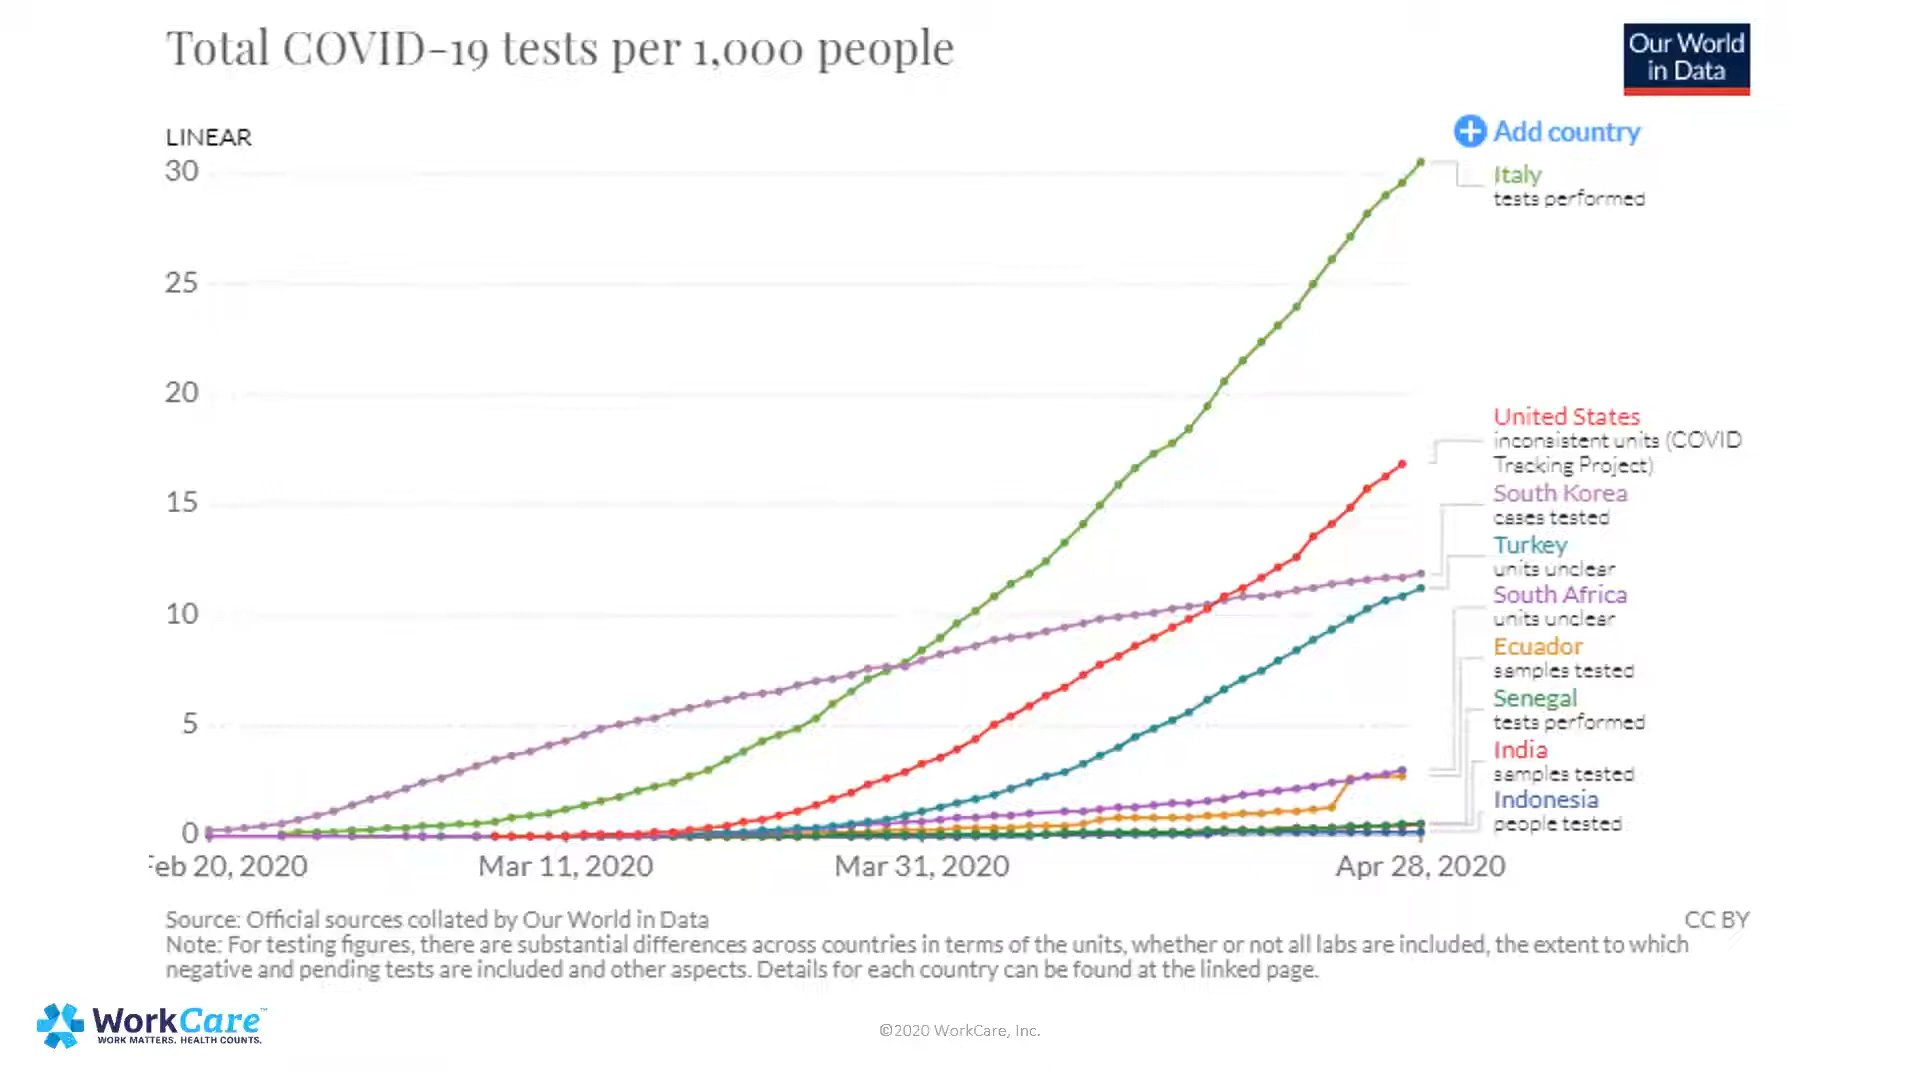 Total COVID-19 tests per 1,000 people
Our World
in Data
LINEAR
Add country
30
25
20
15
10
5
0
Italy
tests performed
United States
inconsistent units (COVID
Tracking Project)
South Korea
cases tested
Turkey
units unclear
South Africa
units unclear
Ecuador
samples tested
Senegal
tests performed
India
samples tested
Indonesia
people tested
Feb 20, 2020 Mar 11, 2020 Mar 31, 2020 Apr 28, 2020
Source: Official sources collated by Our World in Data CC BY
Note: For testing figures, there are substantial differences across countries in terms of the units, whether or not all labs are included, the extent to which
negative and pending tests are included and other aspects. Details for each country can be found at the linked page.
WorkCare™
WORK MATTERS. HEALTH COUNTS.
©2020 WorkCare, Inc.